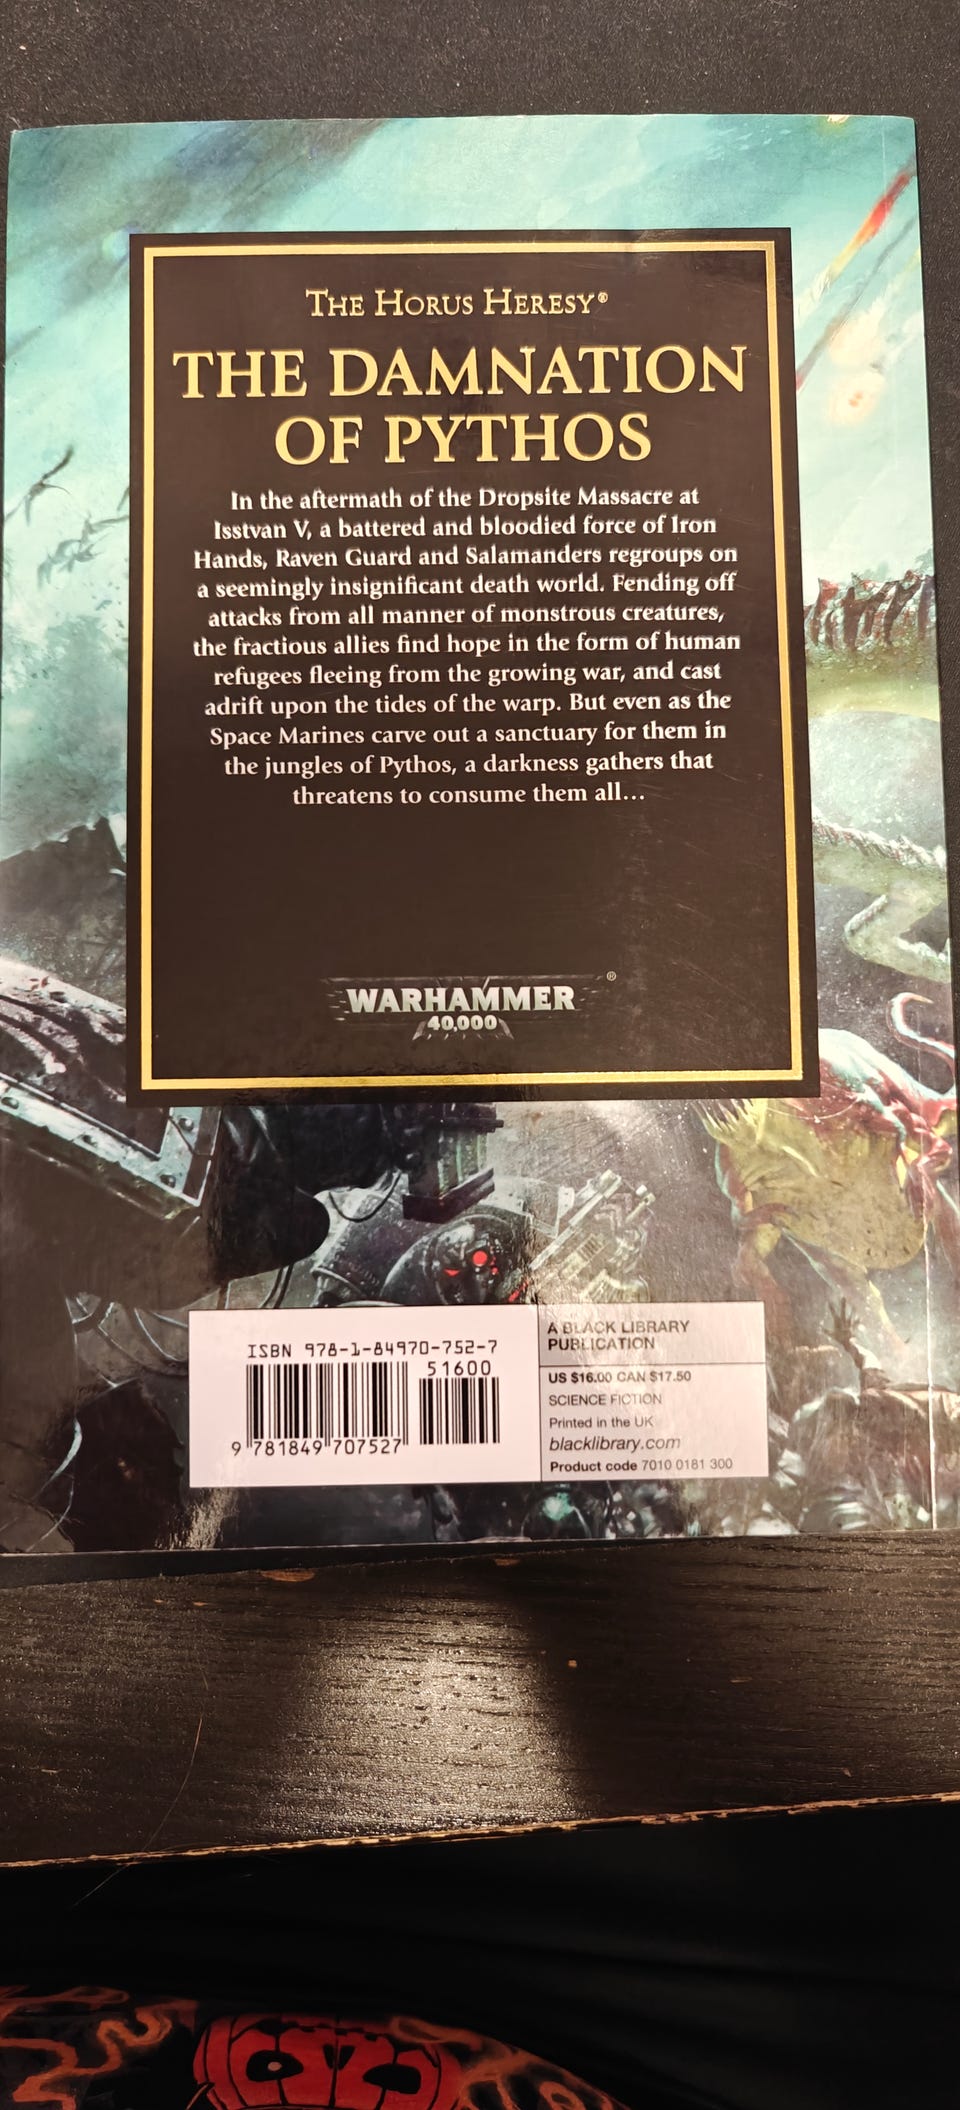 THE HORUS HERESY®
THE DAMNATION
OF PYTHOS
In the aftermath of the Dropsite Massacre at
Isstvan V, a battered and bloodied force of Iron
Hands, Raven Guard and Salamanders regroups on
a seemingly insignificant death world. Fending off
attacks from all manner of monstrous creatures,
the fractious allies find hope in the form of human
refugees fleeing from the growing war, and cast
adrift upon the tides of the warp. But even as the
Space Marines carve out a sanctuary for them in
the jungles of Pythos, a darkness gathers that
threatens to consume them all...
WARHAMMER®
40,000
ISBN 978-1-84970-752-7
51600
9 781849 707527
A BLACK LIBRARY
PUBLICATION
US $16.00 CAN $17.50
SCIENCE FICTION
Printed in the UK
blacklibrary.com
Product code 7010 0181 300